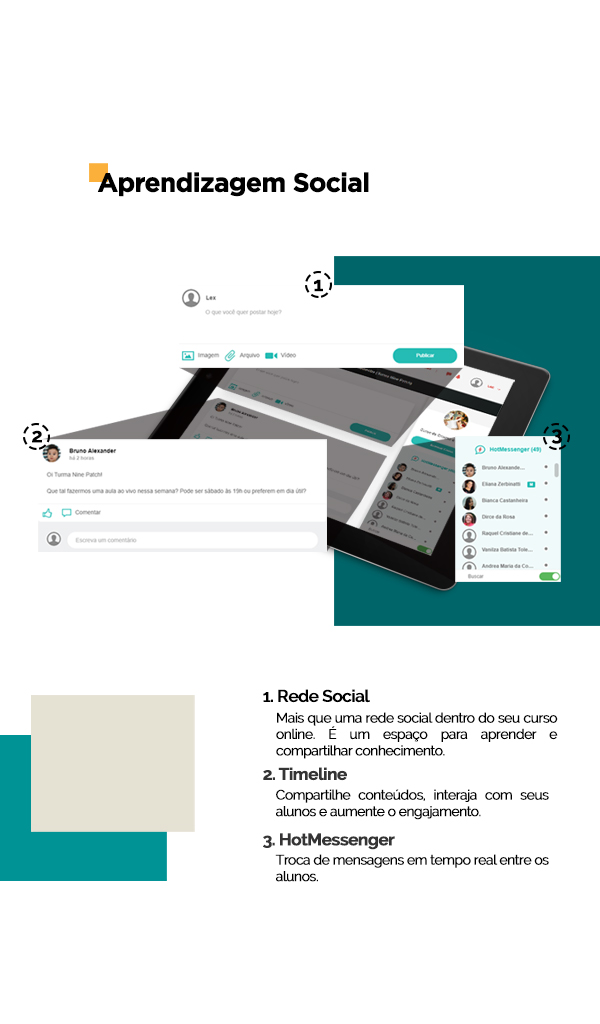 Aprendizagem Social
1
Lex
O que você quer postar hoje?
Imagem Arquivo Vídeo Publicar
2
Bruno Alexander
há 2 horas
Oi Turma Nine Patch!
Que tal fazemos uma aula ao vivo nessa semana? Pode ser sábado às 19h ou preferem em dia útil?
Comentar
Escreva um comentário
3
HotMessenger (49)
Bruno Alexande...
Eliana Zerbinatti
Bianca Castanheira
Dirce da Rosa
Raquel Cristiane de...
Vanilza Batista Tole...
Andrea Maria da Co...
Buscar
1. Rede Social
Mais que uma rede social dentro do seu curso
online. É um espaço para aprender e
compartilhar conhecimento.
2. Timeline
Compartilhe conteúdos, interaja com seus
alunos e aumente o engajamento.
3. HotMessenger
Troca de mensagens em tempo real entre os
alunos.